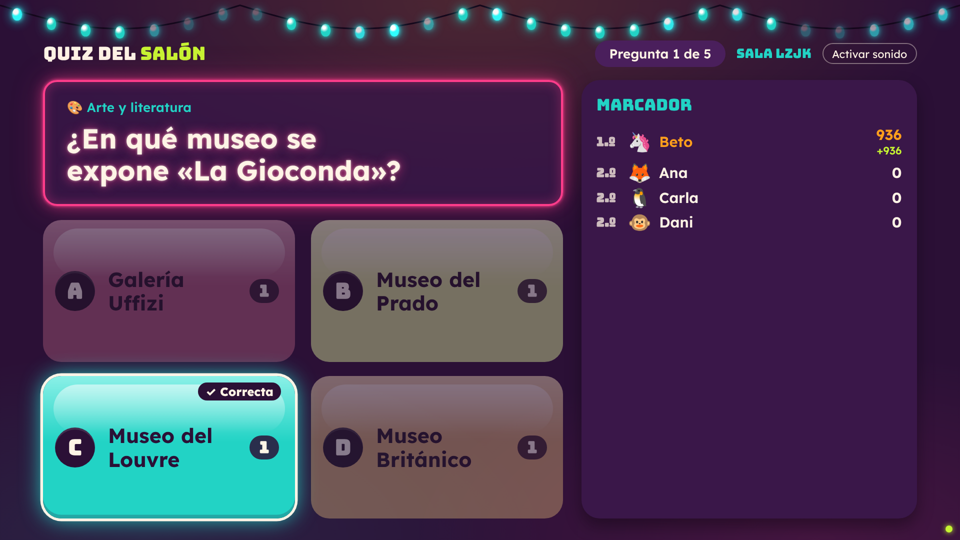 QUIZ DEL SALÓN
Pregunta 1 de 5
SALA LZJK
Activar sonido
🎨 Arte y literatura
¿En qué museo se
expone «La Gioconda»?
A
Galería
Uffizi
1
B
Museo del
Prado
1
✓ Correcta
C
Museo del
Louvre
1
D
Museo
Británico
1
MARCADOR
1.º 🦄 Beto 936
+936
2.º 🦊 Ana 0
2.º 🐧 Carla 0
2.º 🐵 Dani 0